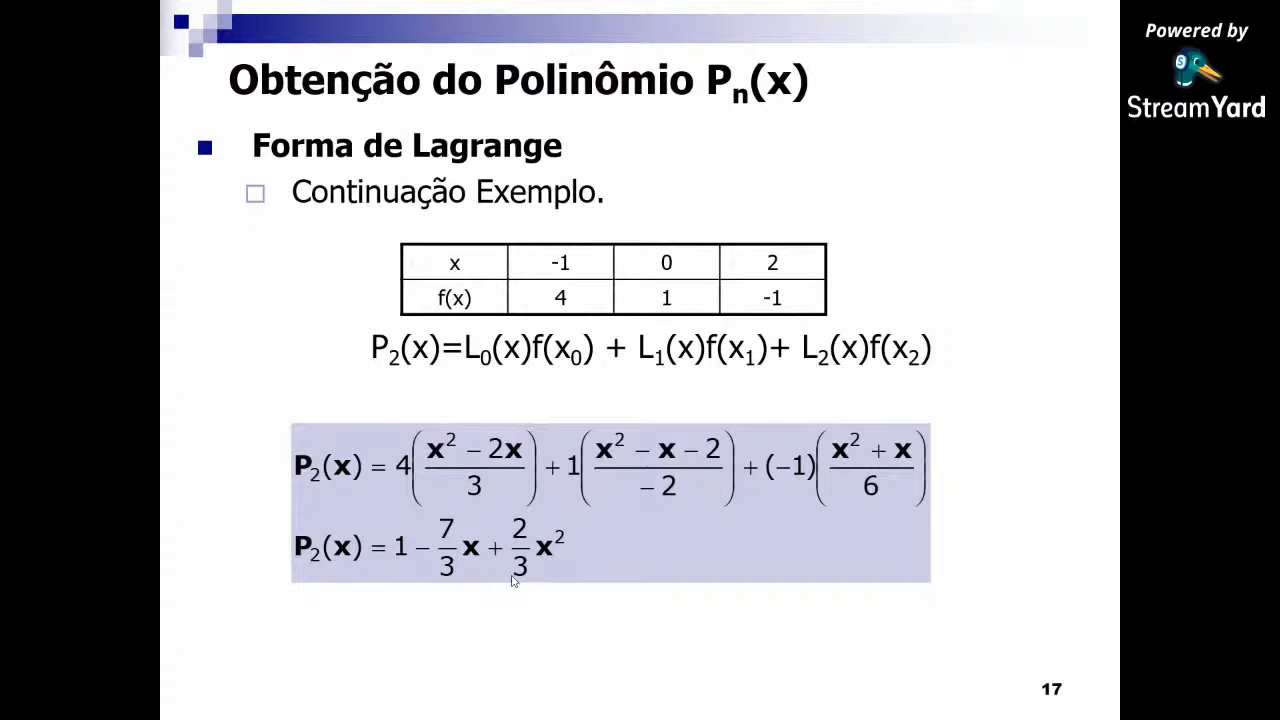 Powered by
StreamYard
Obtenção do Polinômio Pn(x)
Forma de Lagrange
Continuação Exemplo.
x -1 0 2
f(x) 4 1 -1
P₂(x)=L₀(x)f(x₀) + L₁(x)f(x₁)+ L₂(x)f(x₂)
P₂(x) = 4((x² − 2x)/3) + 1((x² − x − 2)/−2) + (−1)((x² + x)/6)
P₂(x) = 1 − 7/3 x + 2/3 x²
17